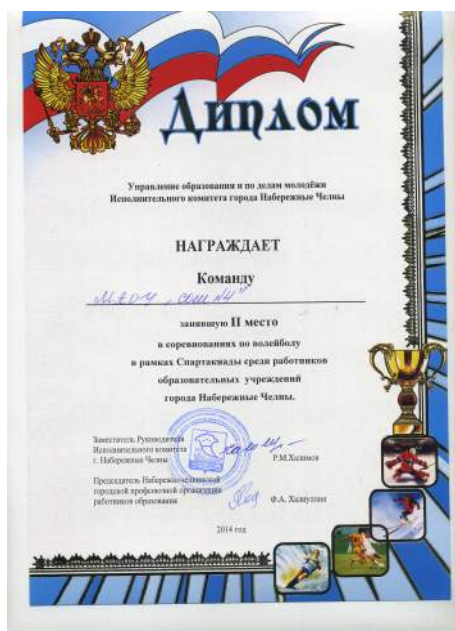 Диплом
Управление образования и по делам молодёжи
Исполнительного комитета города Набережные Челны
НАГРАЖДАЕТ
Команду
МБОУ „СОШ №4"
занявшую II место
в соревнованиях по волейболу
в рамках Спартакиады среди работников
образовательных учреждений
города Набережные Челны.
Заместитель Руководителя
Исполнительного комитета
г. Набережные Челны
Р.М.Халимов
Председатель Набережночелнинской
городской профсоюзной организации
работников образования
Ф.А. Халиуллин
2014 год